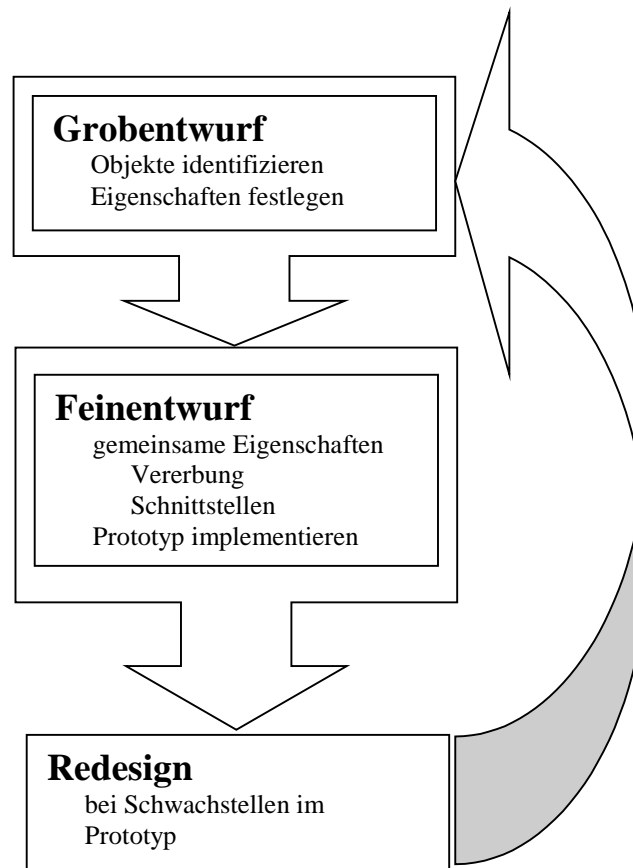 Grobentwurf
Objekte identifizieren
Eigenschaften festlegen
Feinentwurf
gemeinsame Eigenschaften
Vererbung
Schnittstellen
Prototyp implementieren
Redesign
bei Schwachstellen im
Prototyp